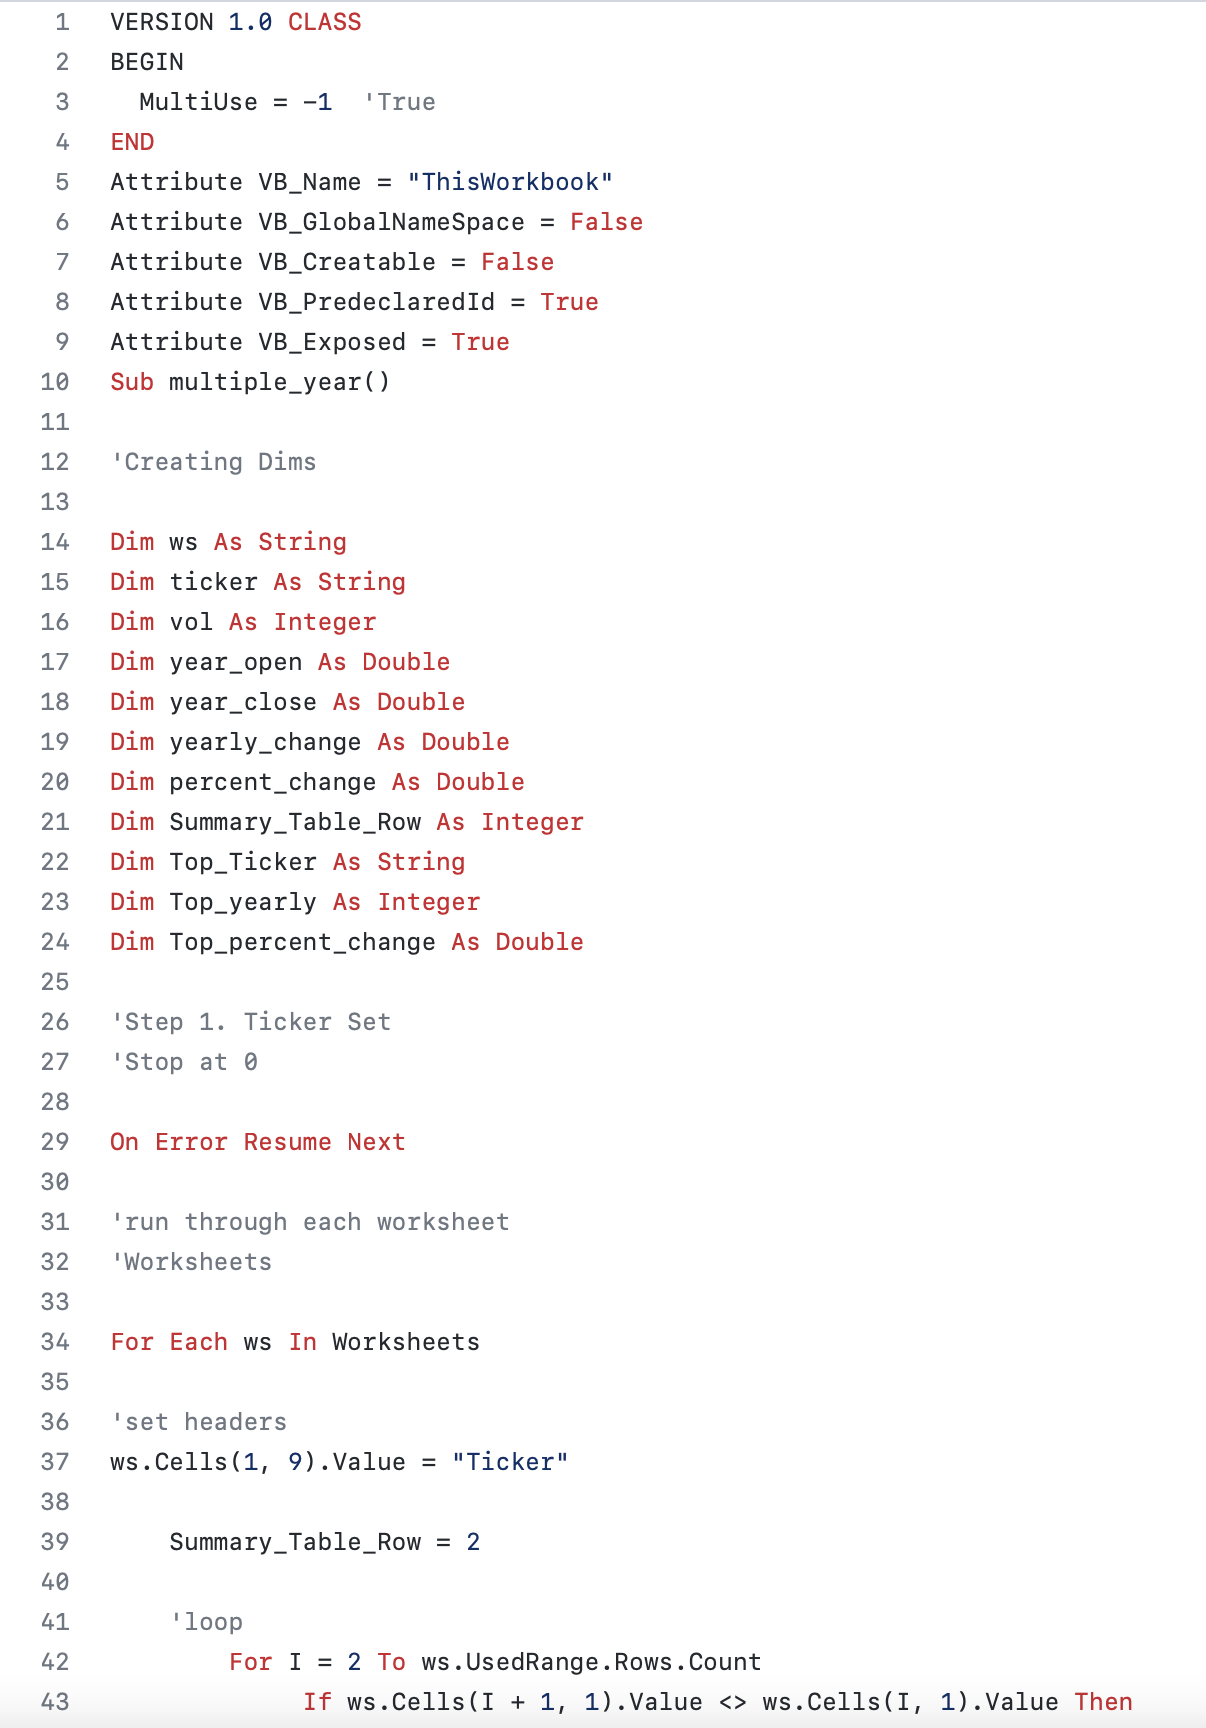 1 VERSION 1.0 CLASS
2 BEGIN
3   MultiUse = -1  'True
4 END
5 Attribute VB_Name = "ThisWorkbook"
6 Attribute VB_GlobalNameSpace = False
7 Attribute VB_Creatable = False
8 Attribute VB_PredeclaredId = True
9 Attribute VB_Exposed = True
10 Sub multiple_year()
11
12 'Creating Dims
13
14 Dim ws As String
15 Dim ticker As String
16 Dim vol As Integer
17 Dim year_open As Double
18 Dim year_close As Double
19 Dim yearly_change As Double
20 Dim percent_change As Double
21 Dim Summary_Table_Row As Integer
22 Dim Top_Ticker As String
23 Dim Top_yearly As Integer
24 Dim Top_percent_change As Double
25
26 'Step 1. Ticker Set
27 'Stop at 0
28
29 On Error Resume Next
30
31 'run through each worksheet
32 'Worksheets
33
34 For Each ws In Worksheets
35
36 'set headers
37 ws.Cells(1, 9).Value = "Ticker"
38
39     Summary_Table_Row = 2
40
41     'loop
42         For I = 2 To ws.UsedRange.Rows.Count
43              If ws.Cells(I + 1, 1).Value <> ws.Cells(I, 1).Value Then